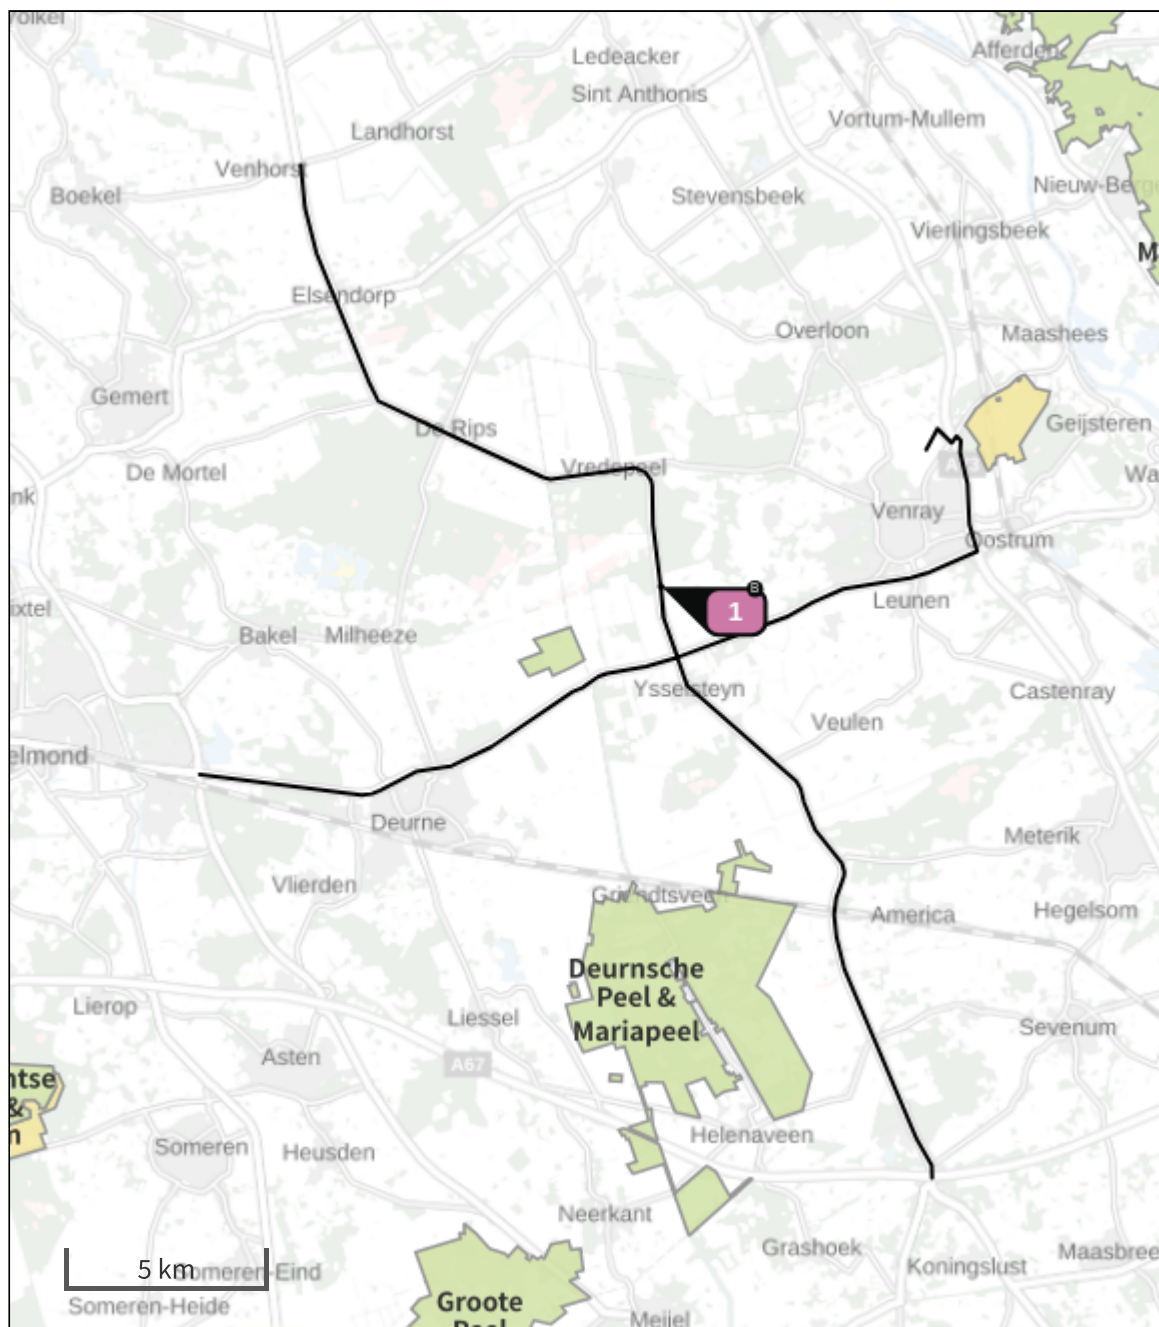 Ledeacker
Afferden
Sint Anthonis
Landhorst
Vortum-Mullem
Venhorst
Boekel
Stevensbeek
Vierlingsbeek
Elsendorp
Overloon
Maashees
Gemert
De Rips
Geijsteren
De Mortel
Vredepeel
Venray
Oostrum
B
1
Leunen
Bakel
Milheeze
Ysselsteyn
Castenray
Veulen
elmond
Deurne
Meterik
Vlierden
Griendtsveen
America
Hegelsom
Deurnsche
Peel &
Mariapeel
Lierop
Liessel
Sevenum
Asten
A67
ntse
&
n
Helenaveen
Someren
Heusden
Neerkant
Grashoek
Maasbree
Koningslust
5 km
Someren-Eind
Groote
Someren-Heide
Meijel